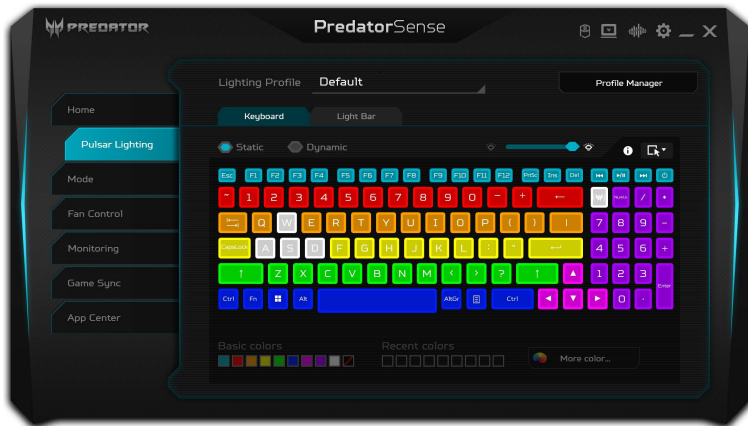 PREDATOR
PredatorSense
Lighting Profile Default
Profile Manager
Home
Keyboard Light Bar
Pulsar Lighting
Static Dynamic
Mode
Fan Control
Monitoring
Game Sync
App Center
Esc F1 F2 F3 F4 F5 F6 F7 F8 F9 F10 F11 F12 PrtSc Ins Del
~ 1 2 3 4 5 6 7 8 9 0 - + ← NumLk / *
Q W E R T Y U I O P ( ) | 7 8 9 -
CapsLock A S D F G H J K L : " 4 5 6 +
↑ Z X C V B N M < > ? ↑ ▲ 1 2 3 Enter
Ctrl Fn Alt AltGr Ctrl ◄ ▼ ► 0 .
Basic colors Recent colors
More color...